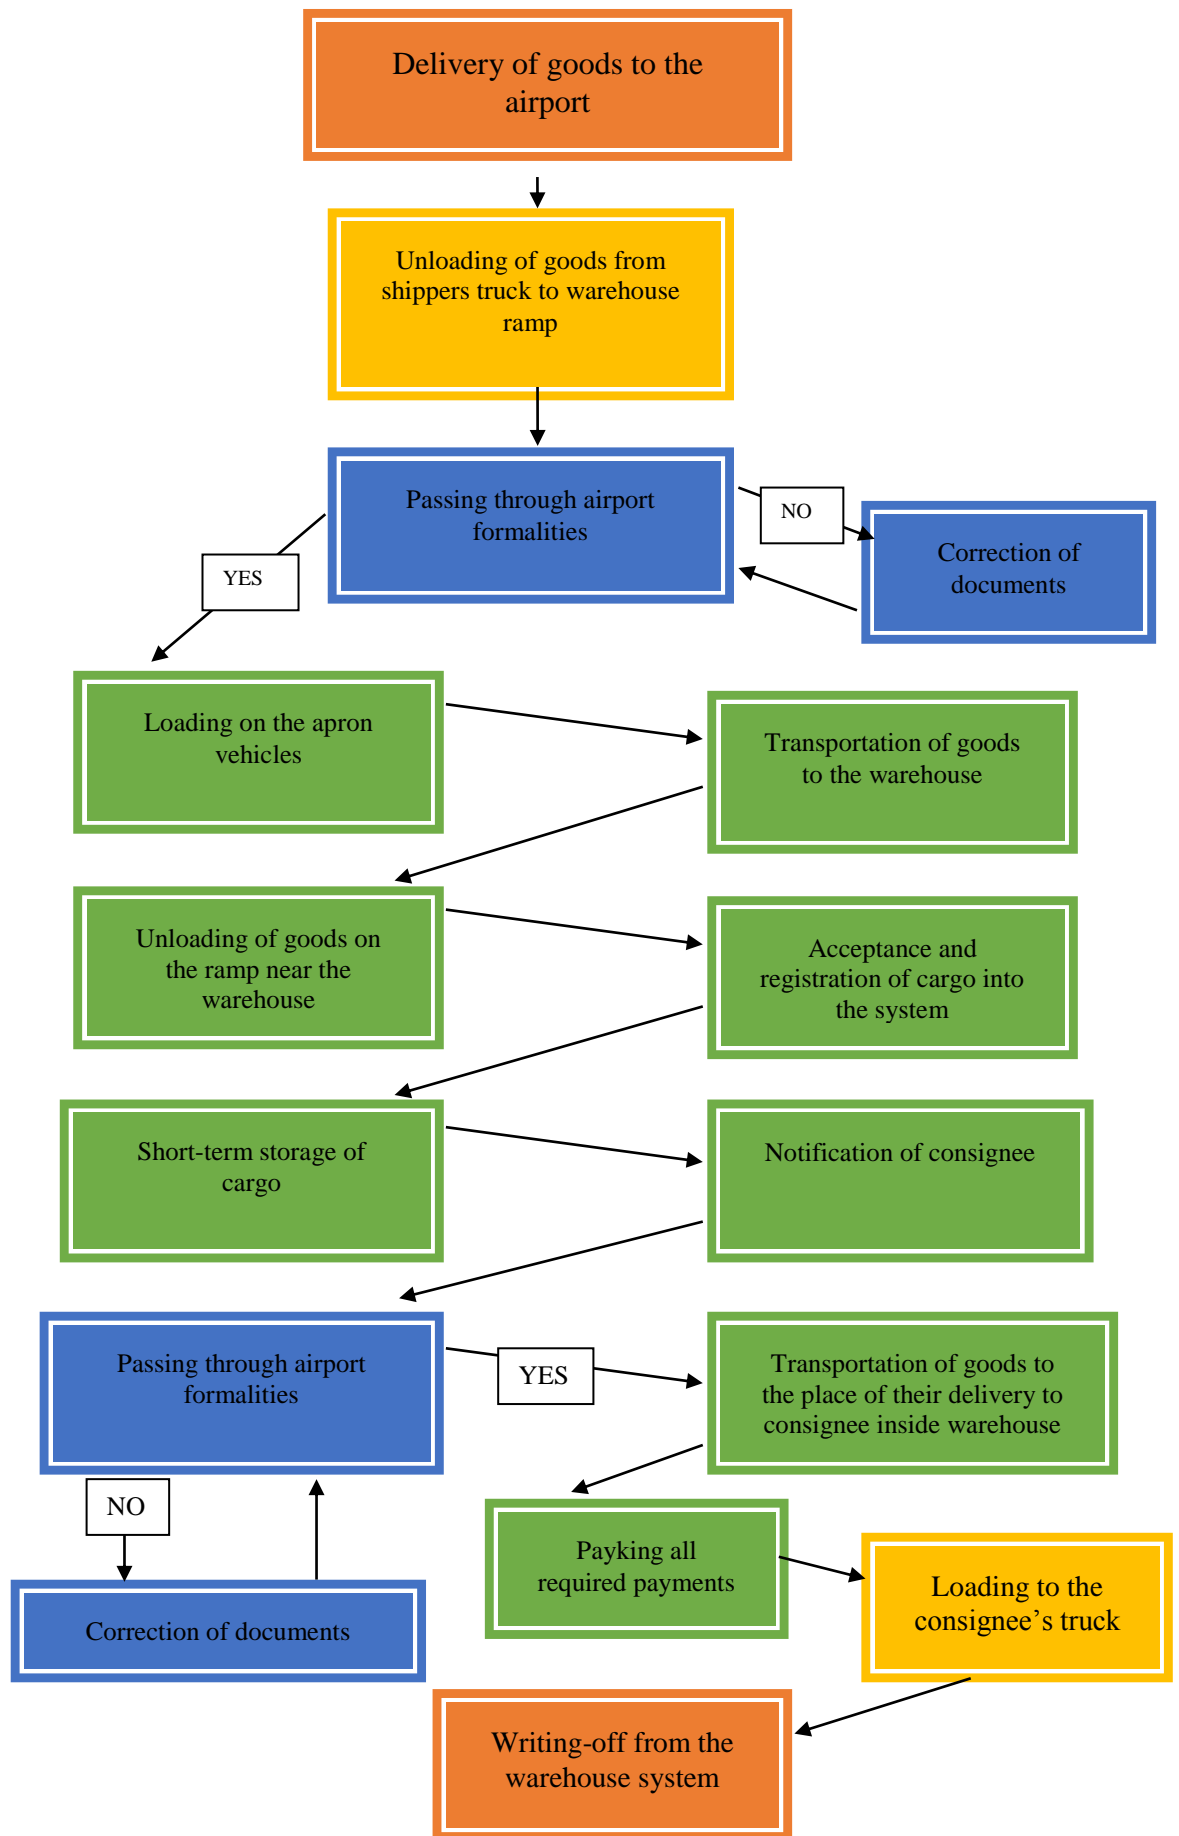 Delivery of goods to the
airport
Unloading of goods from
shippers truck to warehouse
ramp
Passing through airport
formalities
NO
Correction of
documents
YES
Loading on the apron
vehicles
Transportation of goods
to the warehouse
Unloading of goods on
the ramp near the
warehouse
Acceptance and
registration of cargo into
the system
Short-term storage of
cargo
Notification of consignee
Passing through airport
formalities
YES
Transportation of goods to
the place of their delivery to
consignee inside warehouse
NO
Correction of documents
Payking all
required payments
Loading to the
consignee’s truck
Writing-off from the
warehouse system